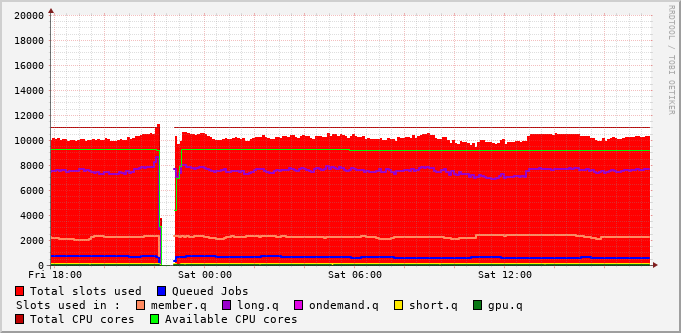 20000
18000
16000
14000
12000
10000
8000
6000
4000
2000
0
Fri 18:00 Sat 00:00 Sat 06:00 Sat 12:00
Total slots used Queued Jobs
Slots used in : member.q long.q ondemand.q short.q gpu.q
Total CPU cores Available CPU cores
RRDTOOL / TOBI OETIKER